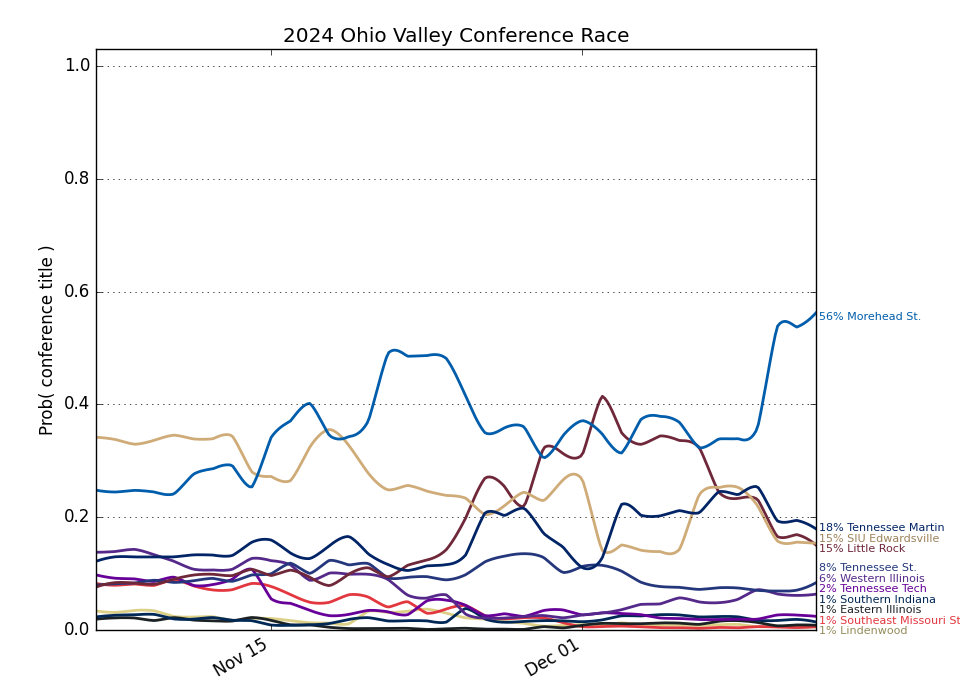 2024 Ohio Valley Conference Race
Prob( conference title )
1.0
0.8
0.6
0.4
0.2
0.0
Nov 15
Dec 01
56% Morehead St.
18% Tennessee Martin
15% SIU Edwardsville
15% Little Rock
8% Tennessee St.
6% Western Illinois
2% Tennessee Tech
1% Southern Indiana
1% Eastern Illinois
1% Southeast Missouri St
1% Lindenwood